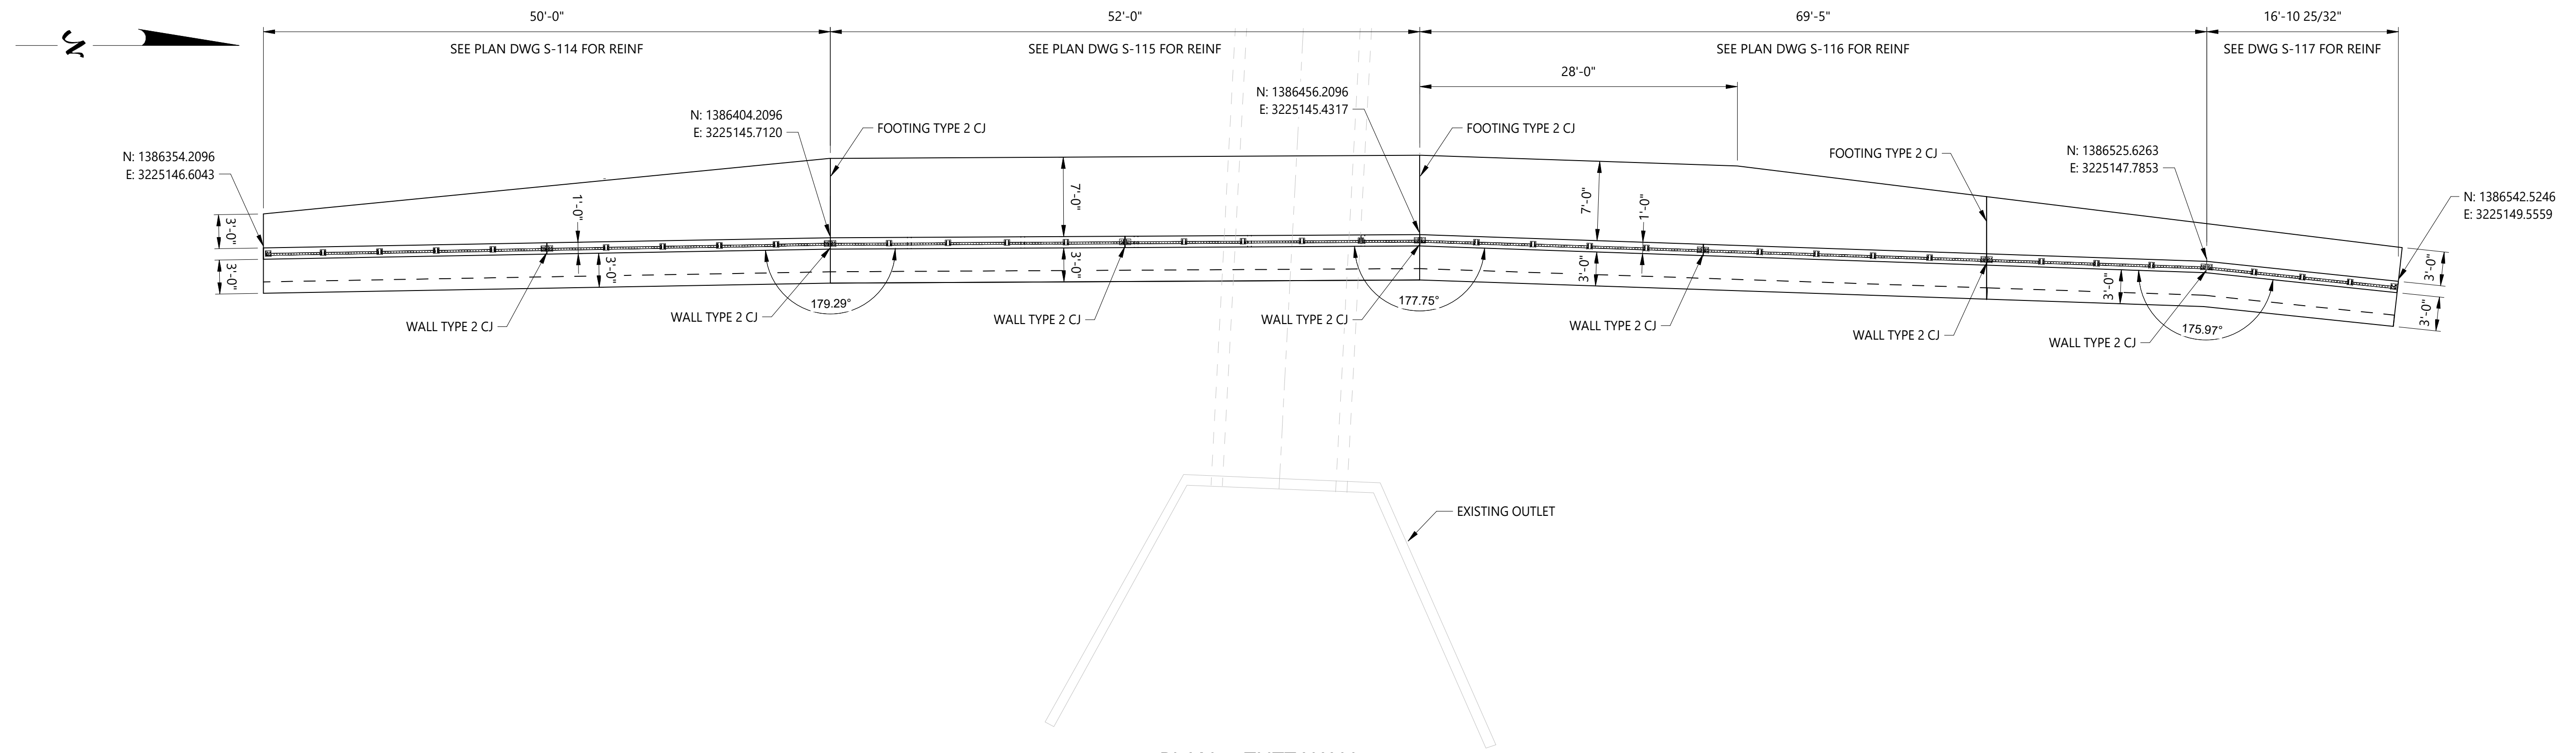 50'-0"
52'-0"
69'-5"
16'-10 25/32"
N
SEE PLAN DWG S-114 FOR REINF
SEE PLAN DWG S-115 FOR REINF
SEE PLAN DWG S-116 FOR REINF
SEE DWG S-117 FOR REINF
28'-0"
N: 1386354.2096
E: 3225146.6043
N: 1386404.2096
E: 3225145.7120
FOOTING TYPE 2 CJ
N: 1386456.2096
E: 3225145.4317
FOOTING TYPE 2 CJ
FOOTING TYPE 2 CJ
N: 1386525.6263
E: 3225147.7853
N: 1386542.5246
E: 3225149.5559
3'-0"
3'-0"
1'-0"
3'-0"
7'-0"
3'-0"
7'-0"
1'-0"
3'-0"
3'-0"
3'-0"
3'-0"
179.29°
177.75°
175.97°
WALL TYPE 2 CJ
WALL TYPE 2 CJ
WALL TYPE 2 CJ
WALL TYPE 2 CJ
WALL TYPE 2 CJ
WALL TYPE 2 CJ
WALL TYPE 2 CJ
EXISTING OUTLET